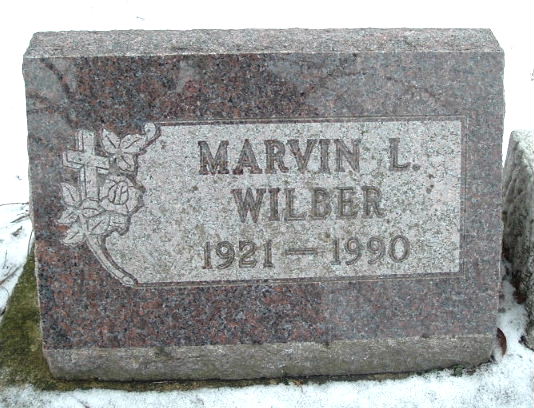 MARVIN L.
WILBER
1921 — 1990